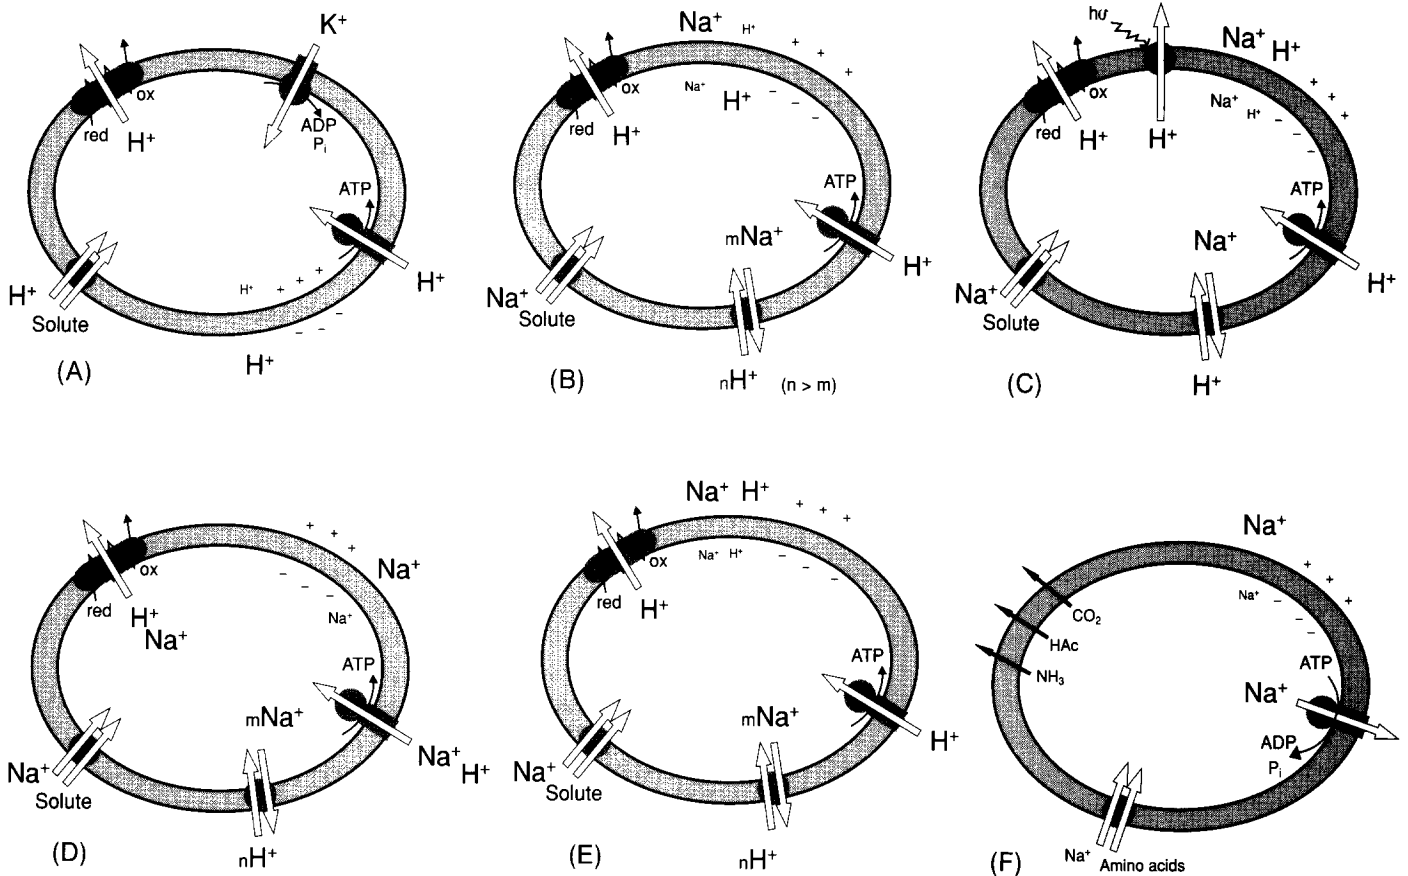 K⁺
ox
red
H⁺
ADP
Pᵢ
ATP
H⁺
H⁺
Solute
H⁺ + + +
− − −
H⁺
(A)
Na⁺ H⁺ + + +
Na⁺ H⁺ − − −
ox
red
H⁺
ATP
mNa⁺
H⁺
Na⁺
Solute
nH⁺ (n > m)
(B)
hυ
Na⁺ H⁺ + + +
Na⁺ H⁺ − − −
ox
red
H⁺ H⁺
ATP
Na⁺
H⁺
Na⁺
Solute
H⁺
(C)
+ + +
− − −
Na⁺
Na⁺
ox
red
H⁺
Na⁺
ATP
mNa⁺
Na⁺
H⁺
Na⁺
Solute
nH⁺
(D)
Na⁺ H⁺ + + +
Na⁺ H⁺ − − −
ox
red
H⁺
ATP
mNa⁺
H⁺
Na⁺
Solute
nH⁺
(E)
Na⁺
+ + +
Na⁺ − − −
CO₂
HAc
NH₃
ATP
Na⁺
ADP
Pᵢ
Na⁺ Amino acids
(F)